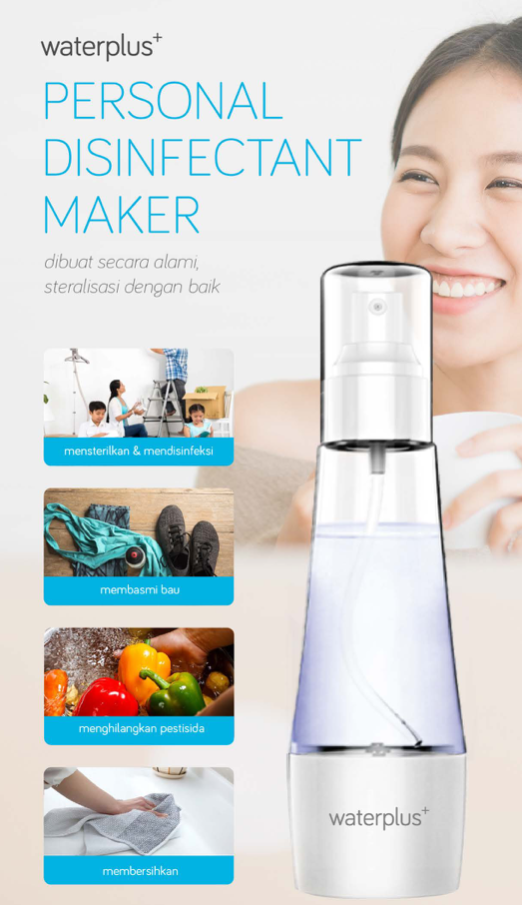 waterplus+
PERSONAL
DISINFECTANT
MAKER
dibuat secara alami,
steralisasi dengan baik
mensterilkan & mendisinfeksi
membasmi bau
menghilangkan pestisida
membersihkan
waterplus+